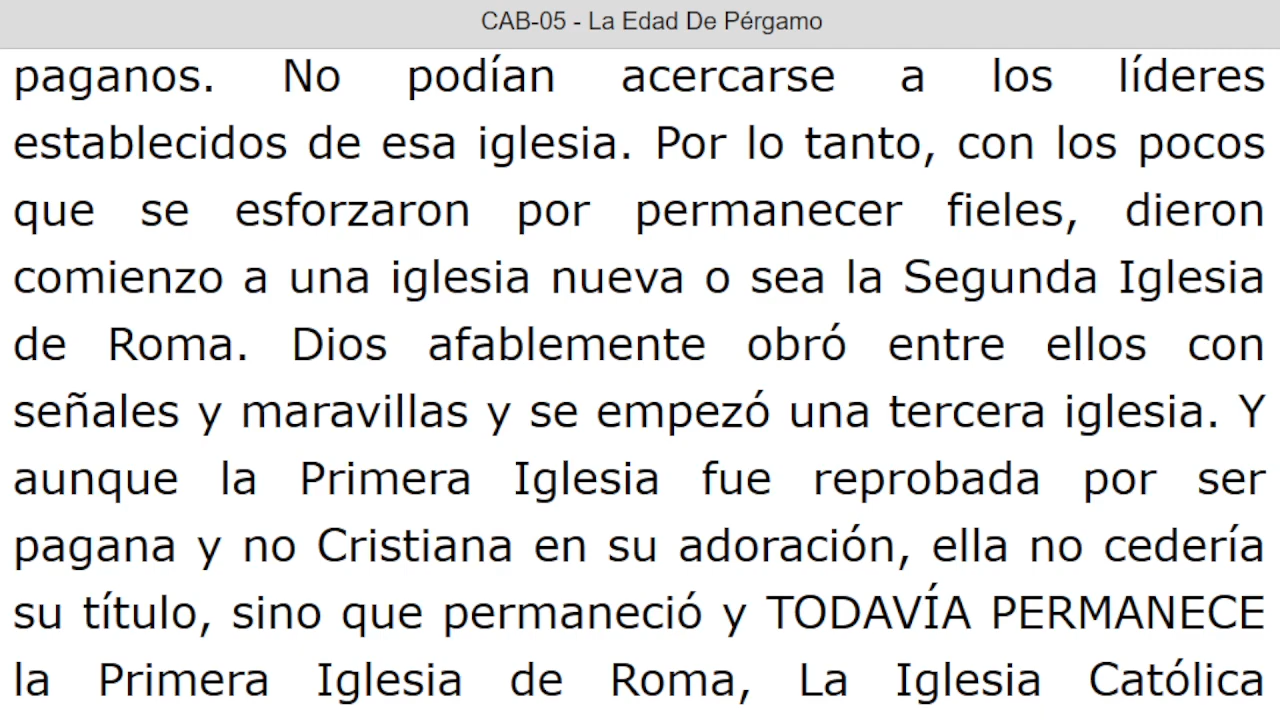 CAB-05 - La Edad De Pérgamo
paganos. No podían acercarse a los líderes
establecidos de esa iglesia. Por lo tanto, con los pocos
que se esforzaron por permanecer fieles, dieron
comienzo a una iglesia nueva o sea la Segunda Iglesia
de Roma. Dios afablemente obró entre ellos con
señales y maravillas y se empezó una tercera iglesia. Y
aunque la Primera Iglesia fue reprobada por ser
pagana y no Cristiana en su adoración, ella no cedería
su título, sino que permaneció y TODAVÍA PERMANECE
la Primera Iglesia de Roma, La Iglesia Católica